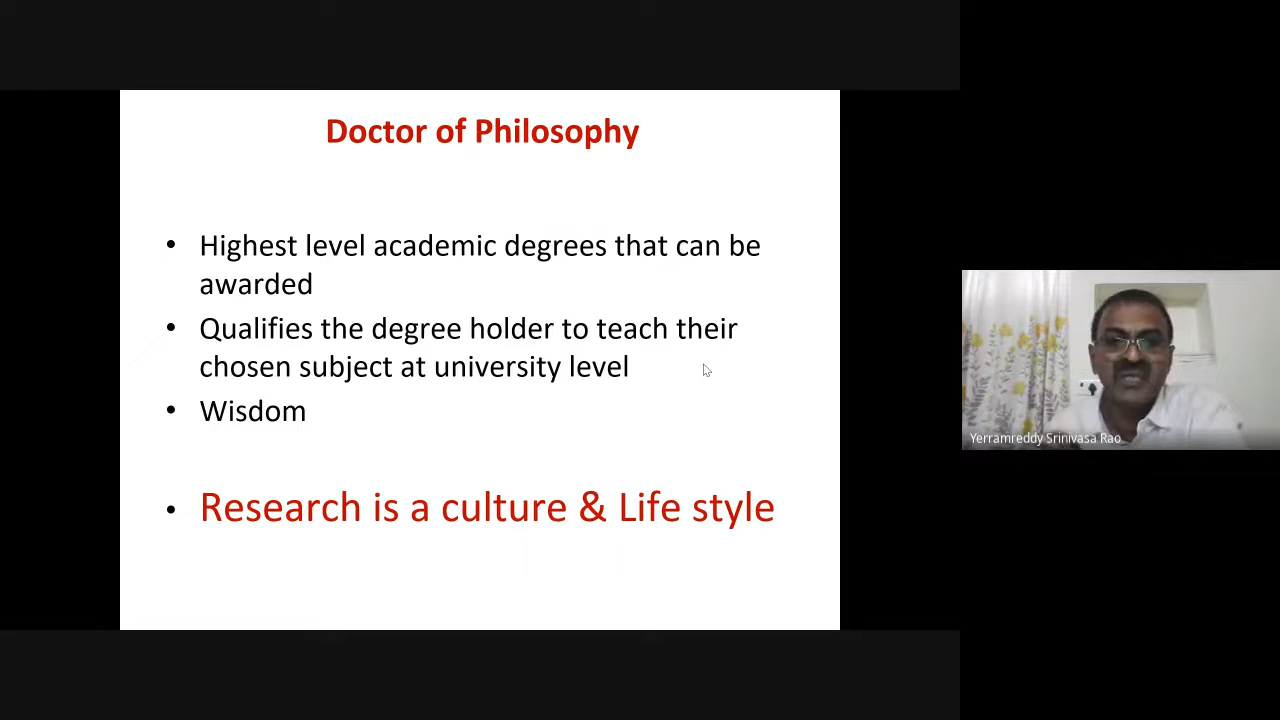 Doctor of Philosophy
• Highest level academic degrees that can be
awarded
• Qualifies the degree holder to teach their
chosen subject at university level
• Wisdom
• Research is a culture & Life style
Yerramreddy Srinivasa Rao